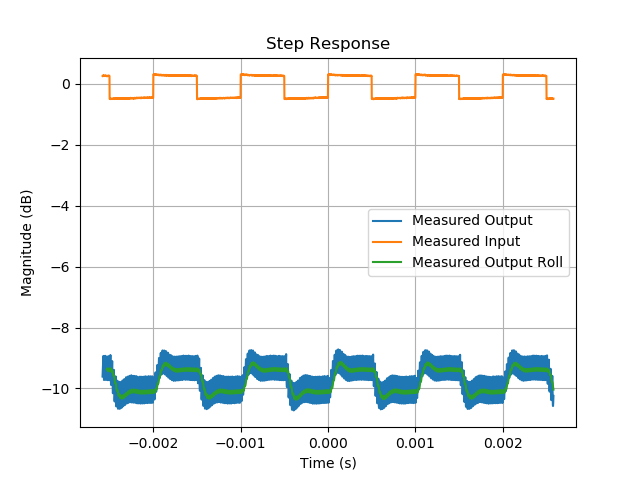 Step Response
Magnitude (dB)
0
−2
−4
−6
−8
−10
Measured Output
Measured Input
Measured Output Roll
−0.002
−0.001
0.000
0.001
0.002
Time (s)